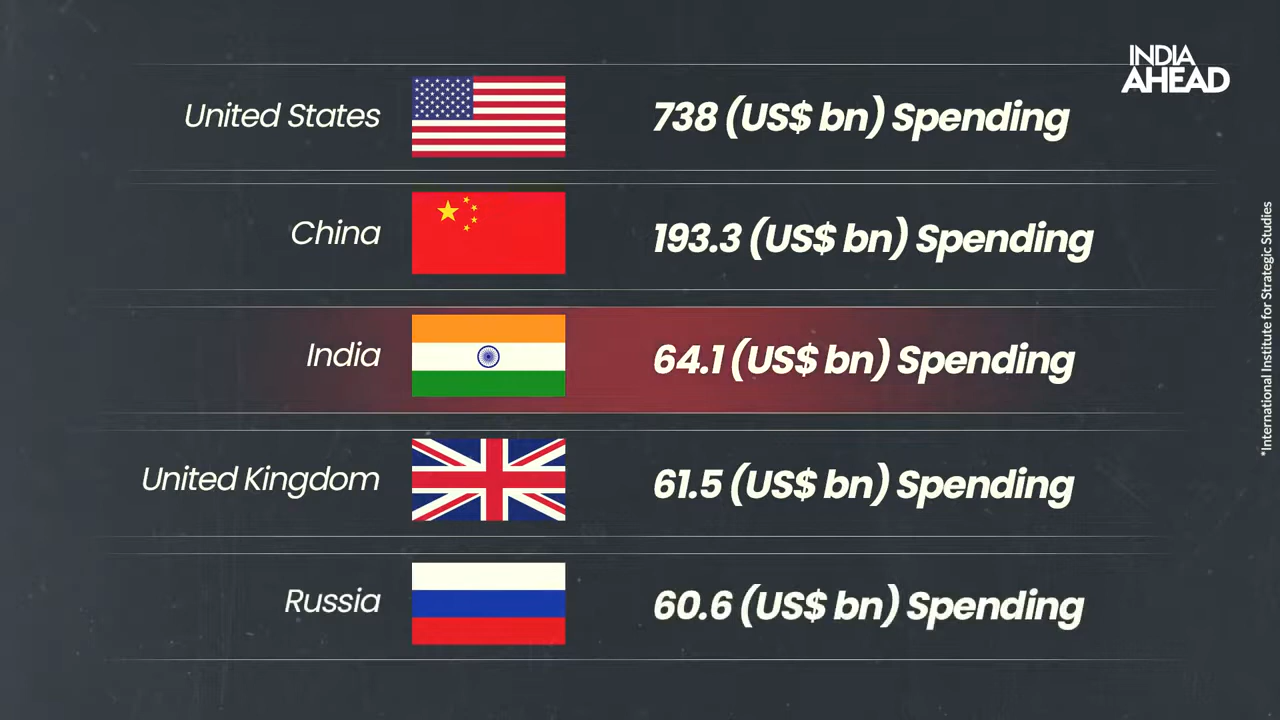 INDIA
AHEAD
United States 738 (US$ bn) Spending
China 193.3 (US$ bn) Spending
India 64.1 (US$ bn) Spending
United Kingdom 61.5 (US$ bn) Spending
Russia 60.6 (US$ bn) Spending
*International Institute for Strategic Studies